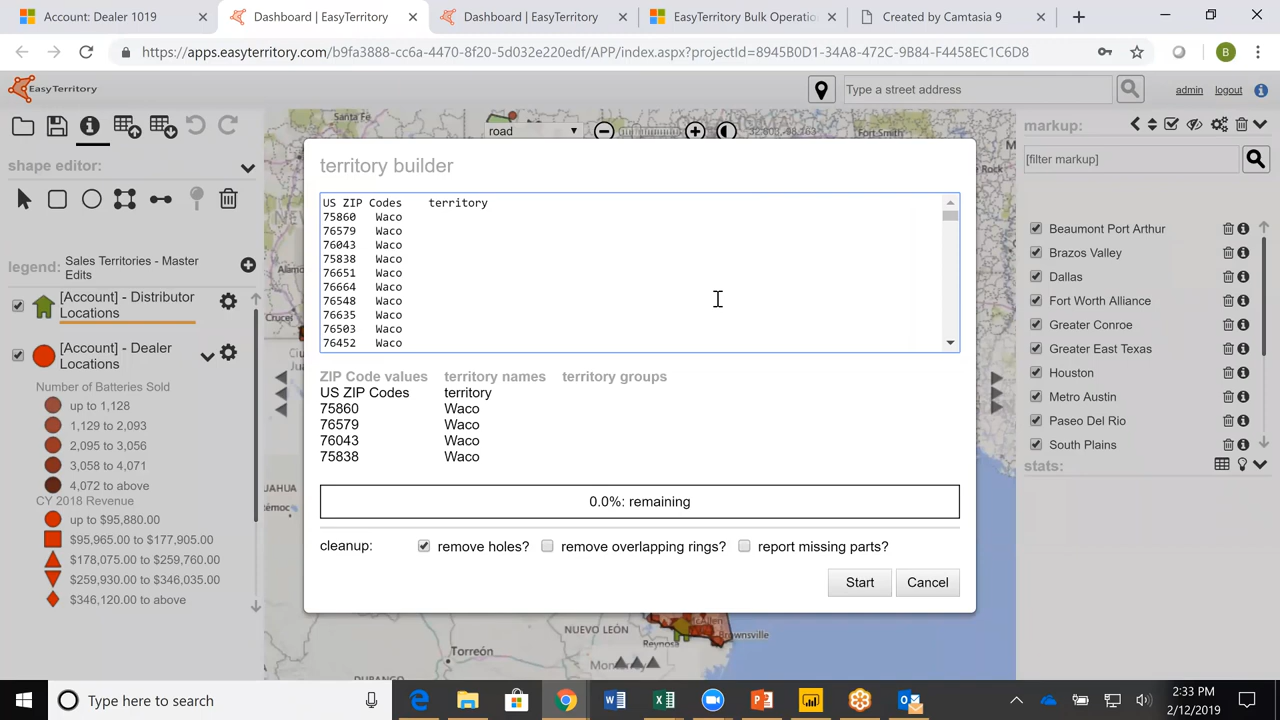 Account: Dealer 1019
Dashboard | EasyTerritory
Dashboard | EasyTerritory
EasyTerritory Bulk Operatio
Created by Camtasia 9
https://apps.easyterritory.com/b9fa3888-cc6a-4470-8f20-5d032e220edf/APP/index.aspx?projectId=8945B0D1-34A8-472C-9B84-F4458EC1C6D8
B
EasyTerritory
Type a street address
admin
logout
shape editor:
legend:
Sales Territories - Master
Edits
[Account] - Distributor
Locations
[Account] - Dealer
Locations
Number of Batteries Sold
up to 1,128
1,129 to 2,093
2,095 to 3,056
3,058 to 4,071
4,072 to above
CY 2018 Revenue
up to $95,880.00
$95,965.00 to $177,905.00
$178,075.00 to $259,760.00
$259,930.00 to $346,035.00
$346,120.00 to above
Santa Fe
road
Fort Smith
territory builder
US ZIP Codes territory
75860 Waco
76579 Waco
76043 Waco
75838 Waco
76651 Waco
76664 Waco
76548 Waco
76635 Waco
76503 Waco
76452 Waco
ZIP Code values territory names territory groups
US ZIP Codes territory
75860 Waco
76579 Waco
76043 Waco
75838 Waco
0.0%: remaining
cleanup: remove holes? remove overlapping rings? report missing parts?
Start
Cancel
NUEVO LEÓN
Reynosa
Brownsville
Torreón
Monterrey
DURANGO
markup:
[filter markup]
Beaumont Port Arthur
Brazos Valley
Dallas
Fort Worth Alliance
Greater Conroe
Greater East Texas
Houston
Metro Austin
Paseo Del Rio
South Plains
stats:
Type here to search
2:33 PM
2/12/2019